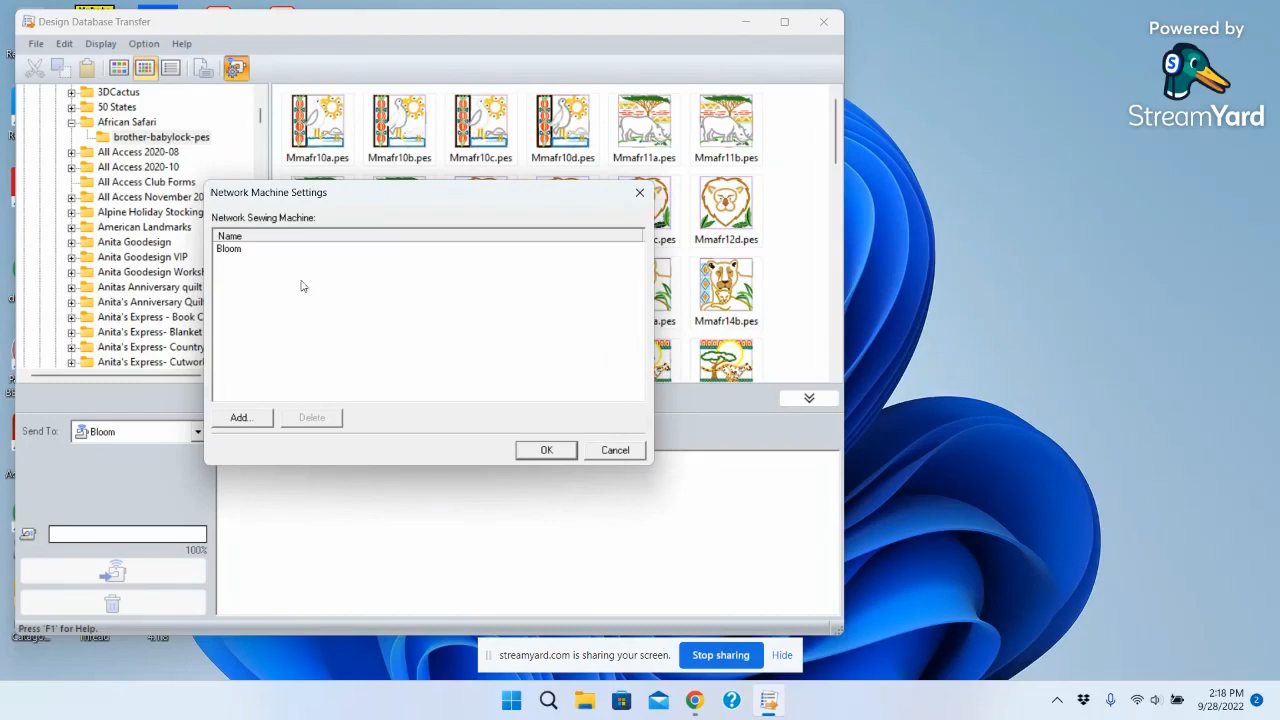 Design Database Transfer
File Edit Display Option Help
3DCactus
50 States
African Safari
brother-babylock-pes
All Access 2020-08
All Access 2020-10
All Access Club Forms
All Access November 20
Alpine Holiday Stocking
American Landmarks
Anita Goodesign
Anita Goodesign VIP
Anita Goodesign Worksh
Anitas Anniversary quilt
Anita's Anniversary Quil
Anita's Express - Book C
Anita's Express- Blanket
Anita's Express- Country
Anita's Express- Cutwork
Mmafr10a.pes Mmafr10b.pes Mmafr10c.pes Mmafr10d.pes Mmafr11a.pes Mmafr11b.pes
c.pes Mmafr12d.pes
a.pes Mmafr14b.pes
Network Machine Settings
Network Sewing Machine:
Name
Bloom
Add... Delete
OK Cancel
Send To: Bloom
100%
Press 'F1' for Help.
Thread
streamyard.com is sharing your screen. Stop sharing Hide
Powered by
S
StreamYard
2:18 PM
9/28/2022
2